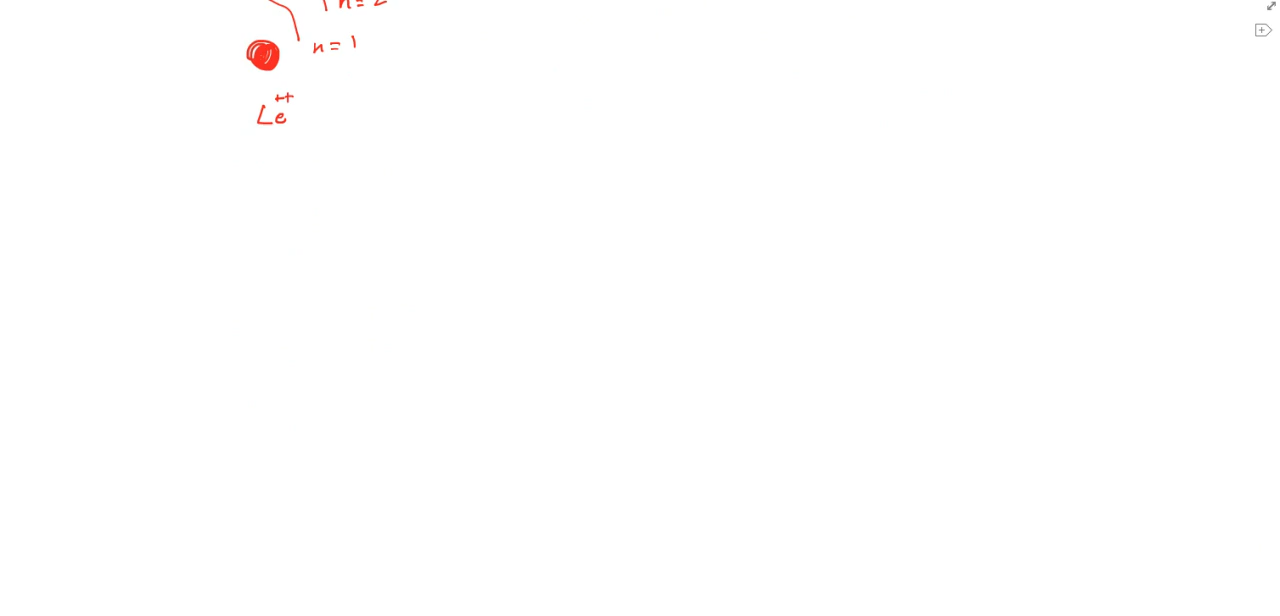 n = 2
n = 1
Le++